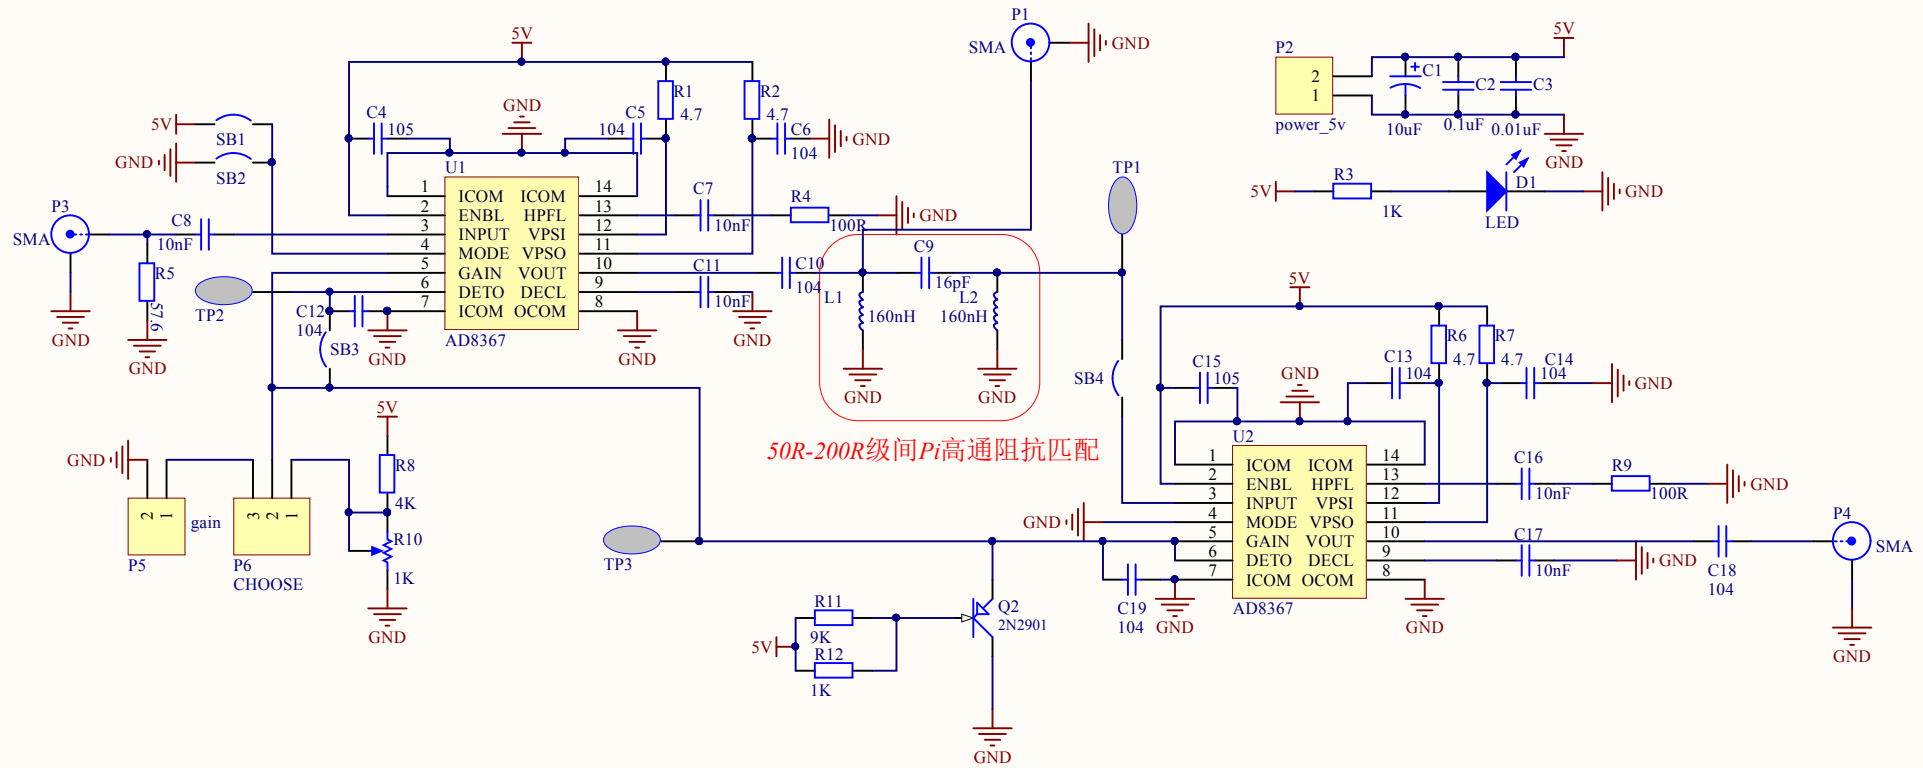 P1
SMA
GND
5V
GND
C4
105
C5
104
R1
4.7
R2
4.7
C6
104
GND
5V
SB1
GND
SB2
P3
SMA
GND
C8
10nF
R5
57.6
GND
TP2
C12
104
SB3
GND
U1
1 ICOM ICOM 14
2 ENBL HPFL 13
3 INPUT VPSI 12
4 MODE VPSO 11
5 GAIN VOUT 10
6 DETO DECL 9
7 ICOM OCOM 8
AD8367
GND
C7
10nF
R4
100R
GND
C11
10nF
GND
C10
104
L1
160nH
GND
C9
16pF
L2
160nH
GND
50R-200R级间Pi高通阻抗匹配
TP1
SB4
P2
2
1
power_5v
5V
C1
10uF
C2
0.1uF
C3
0.01uF
GND
5V
R3
1K
D1
LED
GND
GND
2 1
P5
gain
3 2 1
P6
CHOOSE
5V
R8
4K
R10
1K
GND
TP3
5V
R11
9K
R12
1K
Q2
2N2901
GND
5V
GND
C15
105
C13
104
R6
4.7
R7
4.7
C14
104
GND
GND
C19
104
GND
U2
1 ICOM ICOM 14
2 ENBL HPFL 13
3 INPUT VPSI 12
4 MODE VPSO 11
5 GAIN VOUT 10
6 DETO DECL 9
7 ICOM OCOM 8
AD8367
GND
C16
10nF
R9
100R
GND
C17
10nF
GND
C18
104
P4
SMA
GND